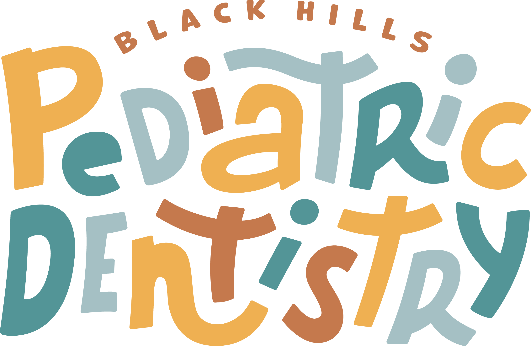 BLACK HILLS
PeDiaTRiC
DENTiSTRY